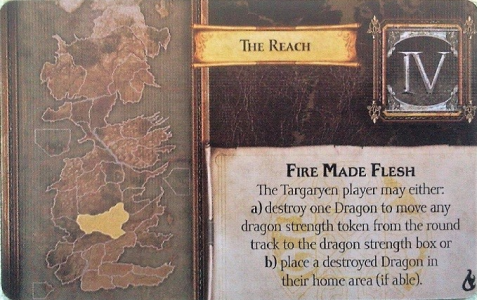 THE REACH
IV
FIRE MADE FLESH
The Targaryen player may either:
a) destroy one Dragon to move any
dragon strength token from the round
track to the dragon strength box or
b) place a destroyed Dragon in
their home area (if able).